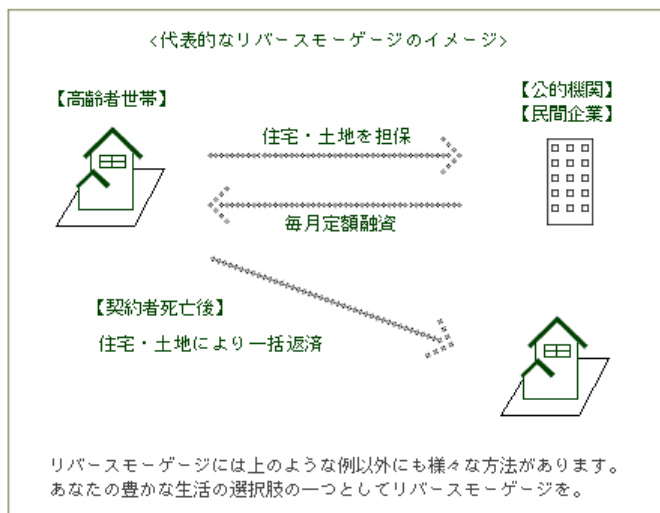 <代表的なリバースモーゲージのイメージ>
【高齢者世帯】
【公的機関】
【民間企業】
住宅・土地を担保
毎月定額融資
【契約者死亡後】
住宅・土地により一括返済
リバースモーゲージには上のような例以外にも様々な方法があります。
あなたの豊かな生活の選択肢の一つとしてリバースモーゲージを。